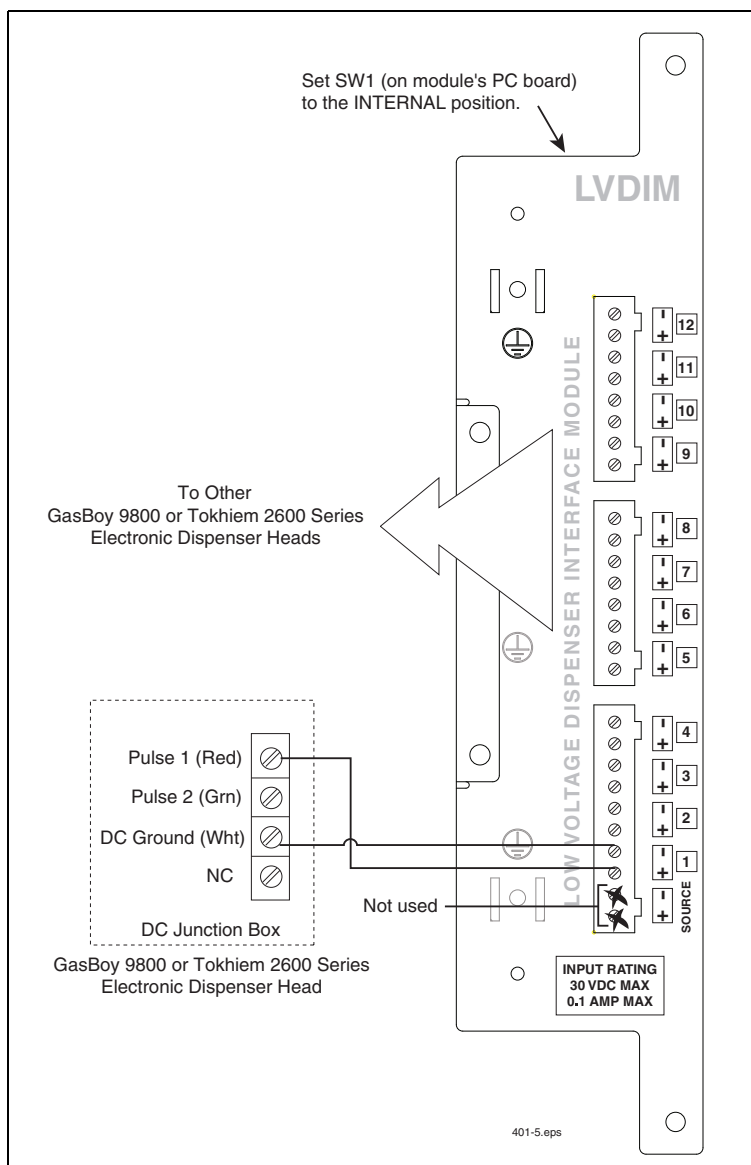 Set SW1 (on module's PC board)
to the INTERNAL position.
LVDIM
LOW VOLTAGE DISPENSER INTERFACE MODULE
- 12
+
- 11
+
- 10
+
- 9
+
- 8
+
- 7
+
- 6
+
- 5
+
- 4
+
- 3
+
- 2
+
- 1
+
- SOURCE
+
To Other
GasBoy 9800 or Tokhiem 2600 Series
Electronic Dispenser Heads
Pulse 1 (Red)
Pulse 2 (Grn)
DC Ground (Wht)
NC
DC Junction Box
GasBoy 9800 or Tokhiem 2600 Series
Electronic Dispenser Head
Not used
INPUT RATING
30 VDC MAX
0.1 AMP MAX
401-5.eps